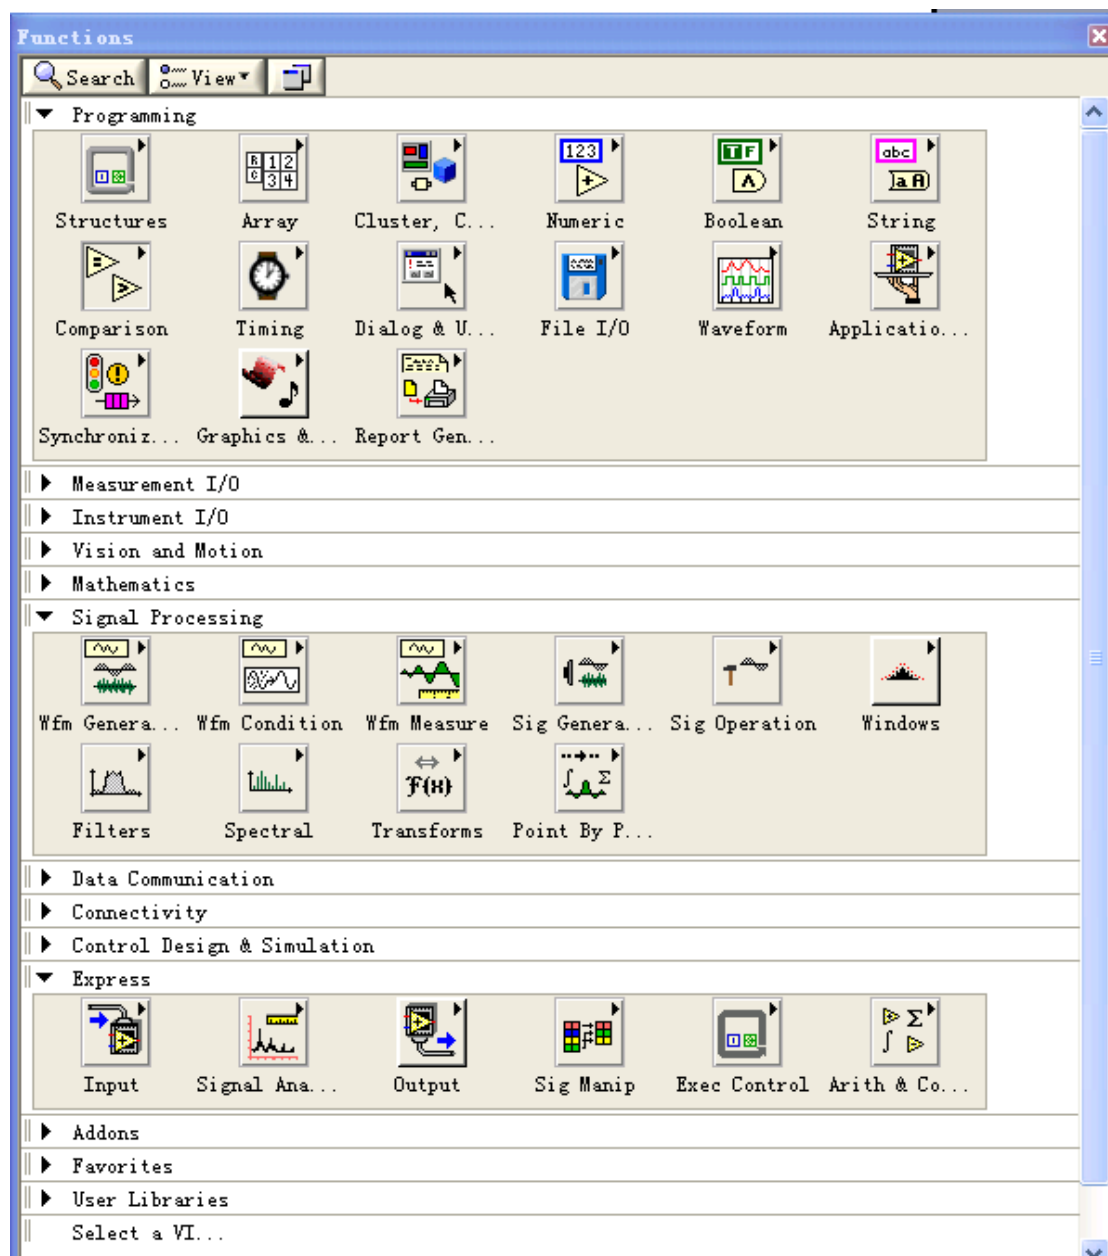 Functions
Search View
Programming
Structures Array Cluster, C... Numeric Boolean String
Comparison Timing Dialog & U... File I/O Waveform Applicatio...
Synchroniz... Graphics &... Report Gen...
Measurement I/O
Instrument I/O
Vision and Motion
Mathematics
Signal Processing
Wfm Genera... Wfm Condition Wfm Measure Sig Genera... Sig Operation Windows
Filters Spectral Transforms Point By P...
Data Communication
Connectivity
Control Design & Simulation
Express
Input Signal Ana... Output Sig Manip Exec Control Arith & Co...
Addons
Favorites
User Libraries
Select a VI...